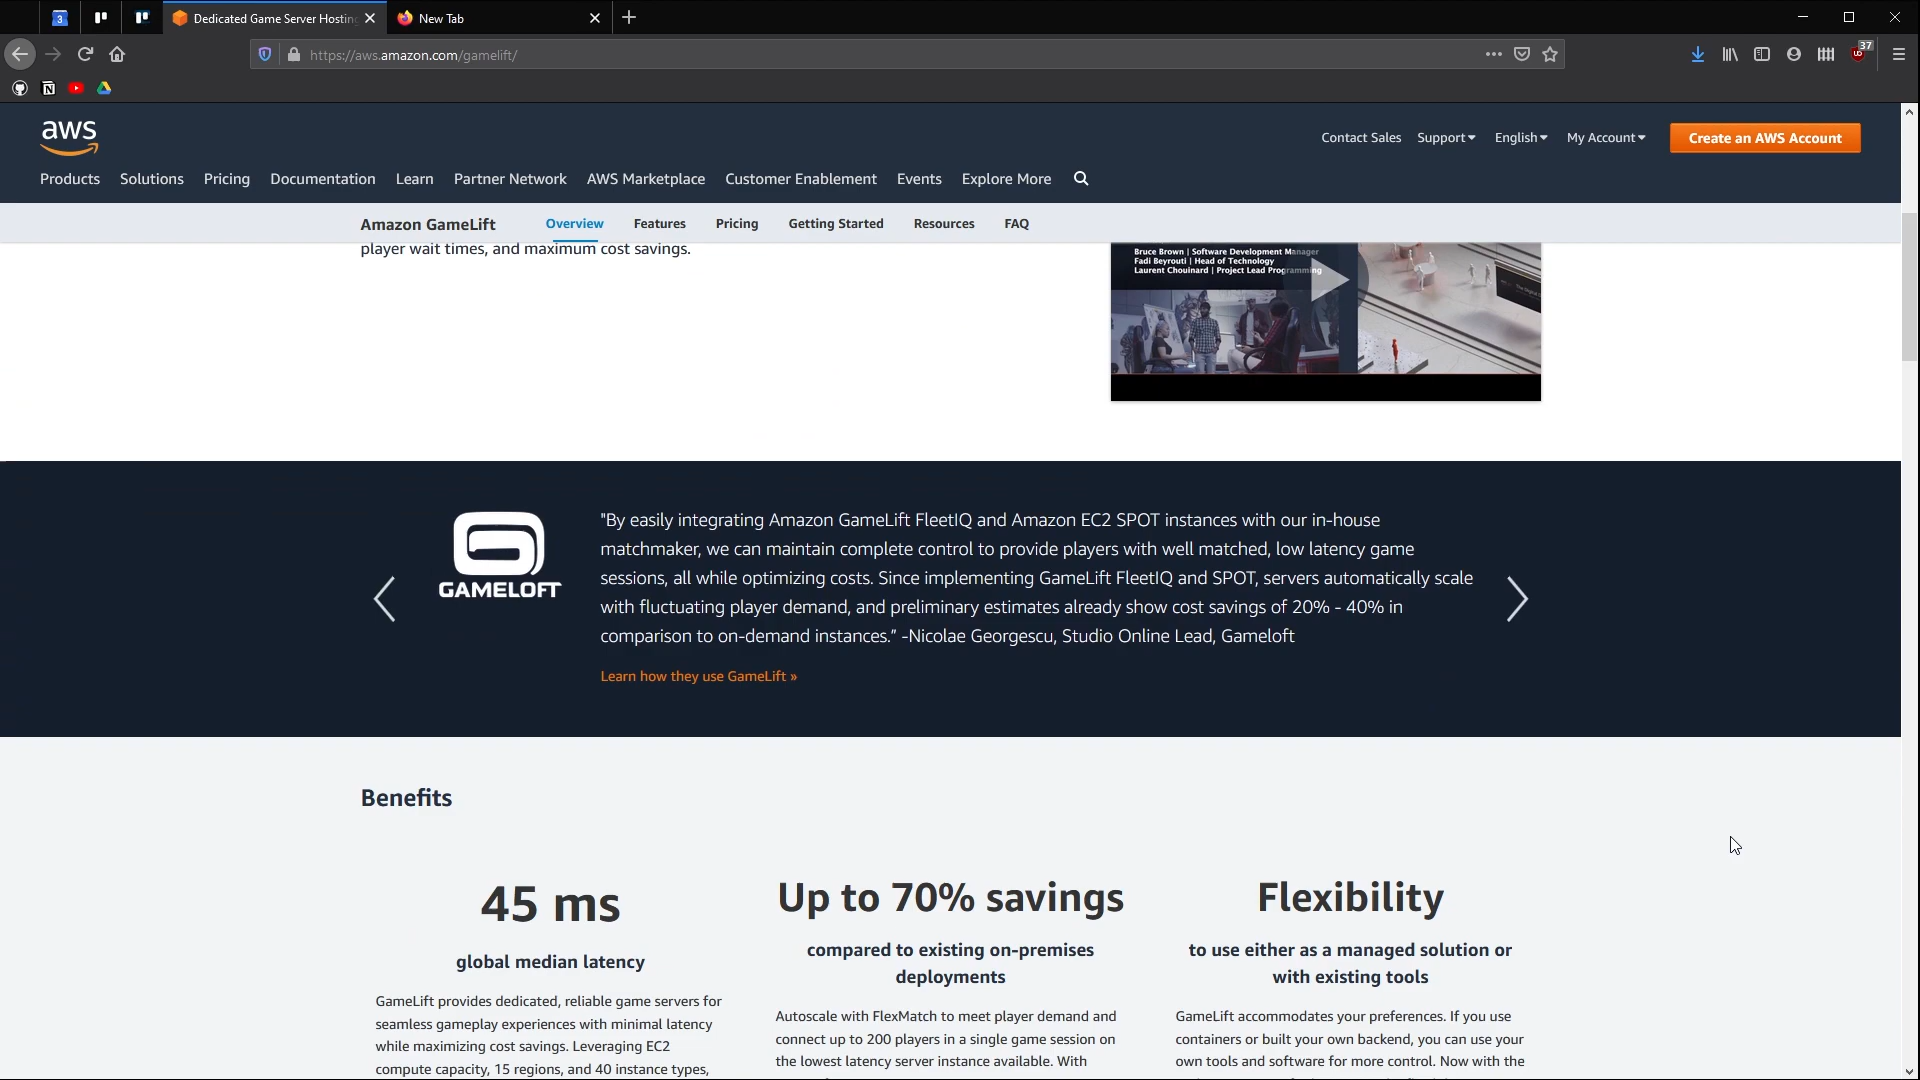 3
Dedicated Game Server Hosting
New Tab
https://aws.amazon.com/gamelift/
37
aws
Contact Sales
Support
English
My Account
Create an AWS Account
Products
Solutions
Pricing
Documentation
Learn
Partner Network
AWS Marketplace
Customer Enablement
Events
Explore More
Amazon GameLift
Overview
Features
Pricing
Getting Started
Resources
FAQ
player wait times, and maximum cost savings.
Bruce Brown | Software Development Manager
Fadi Beyrouti | Head of Technology
Laurent Chouinard | Project Lead Programming
GAMELOFT
"By easily integrating Amazon GameLift FleetIQ and Amazon EC2 SPOT instances with our in-house
matchmaker, we can maintain complete control to provide players with well matched, low latency game
sessions, all while optimizing costs. Since implementing GameLift FleetIQ and SPOT, servers automatically scale
with fluctuating player demand, and preliminary estimates already show cost savings of 20% - 40% in
comparison to on-demand instances.” -Nicolae Georgescu, Studio Online Lead, Gameloft
Learn how they use GameLift »
Benefits
45 ms
global median latency
GameLift provides dedicated, reliable game servers for
seamless gameplay experiences with minimal latency
while maximizing cost savings. Leveraging EC2
compute capacity, 15 regions, and 40 instance types,
Up to 70% savings
compared to existing on-premises
deployments
Autoscale with FlexMatch to meet player demand and
connect up to 200 players in a single game session on
the lowest latency server instance available. With
Flexibility
to use either as a managed solution or
with existing tools
GameLift accommodates your preferences. If you use
containers or built your own backend, you can use your
own tools and software for more control. Now with the